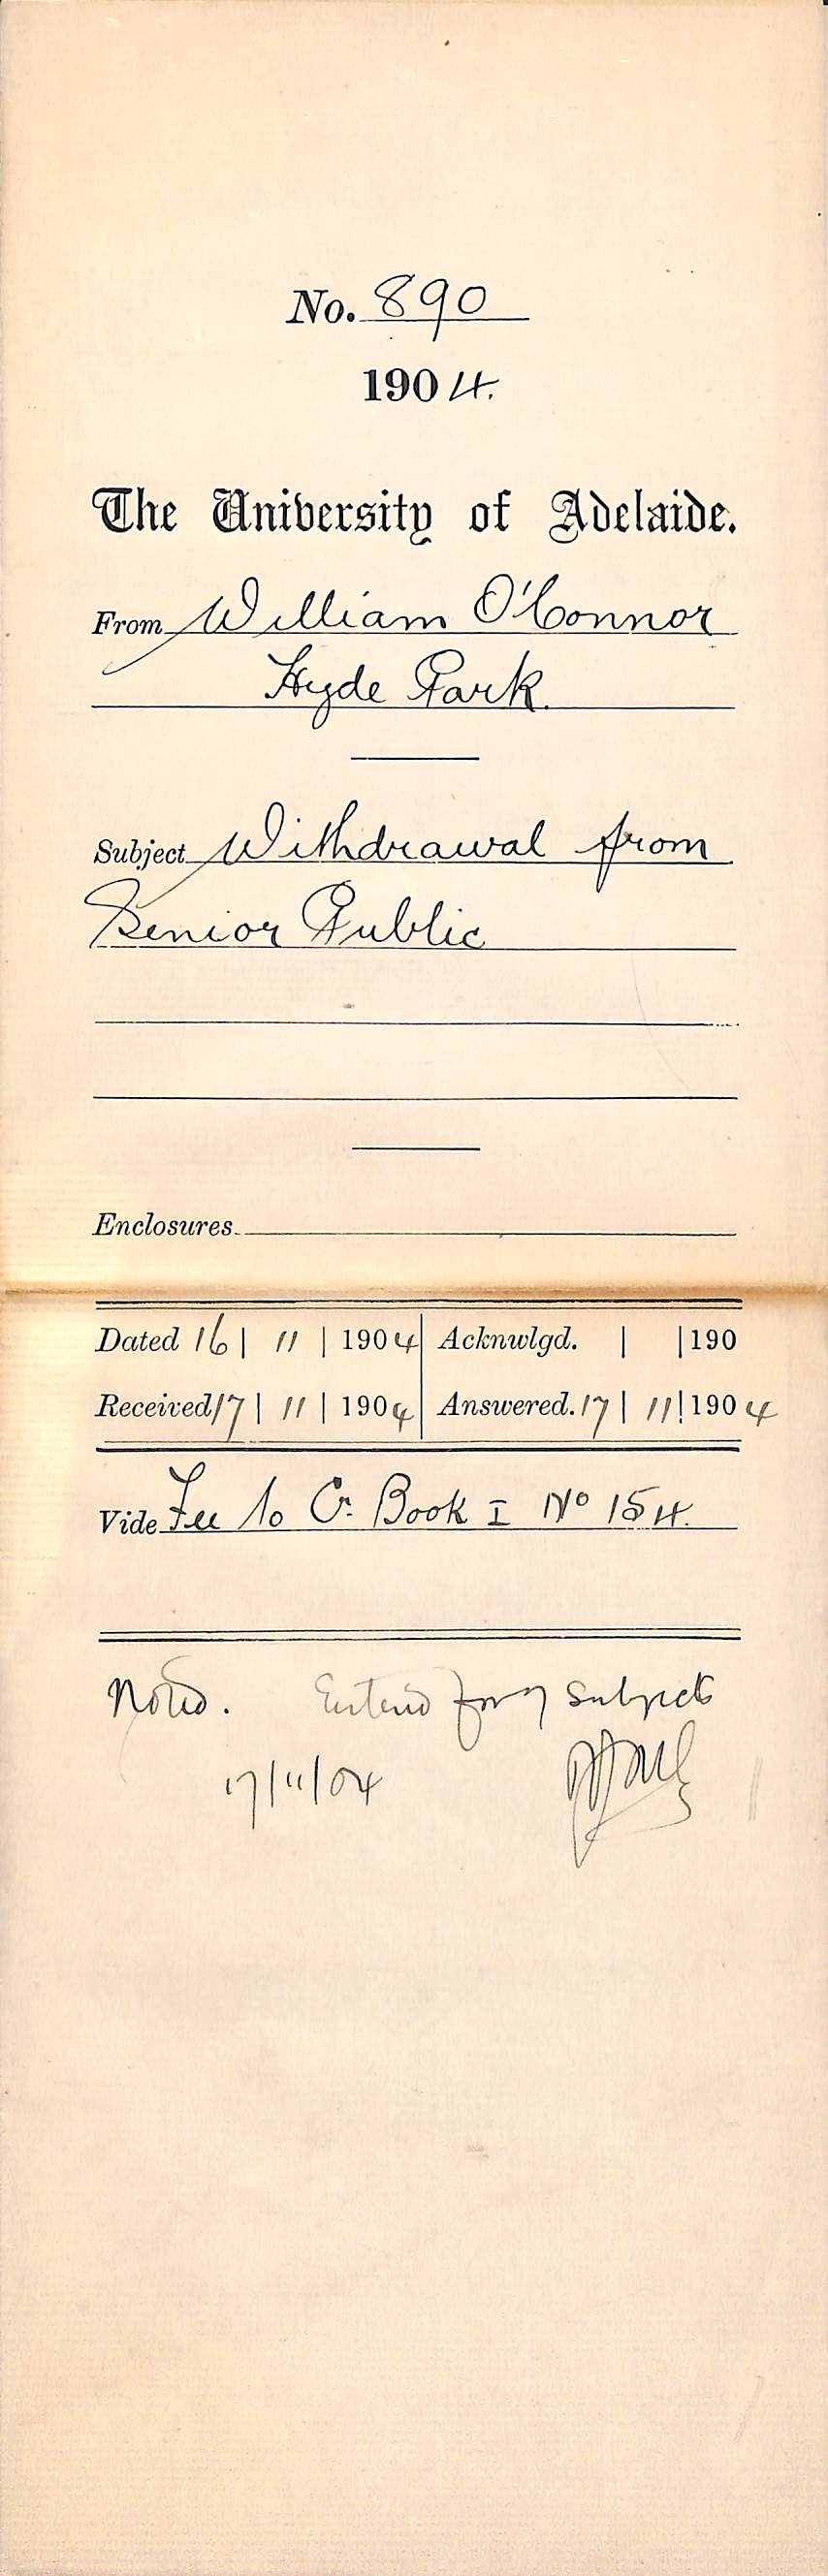 No. 890
1904.
The University of Adelaide.
From William O'Connor
Hyde Park.
Subject Withdrawal from
Senior Public
Enclosures
Dated 16 | 11 | 1904 Acknwlgd. | | 190
Received 17 | 11 | 1904 Answered. 17 | 11 | 1904
Vide Fee to Cr. Book I No 154.
Noted. Entered for 7 subjects
17/11/04